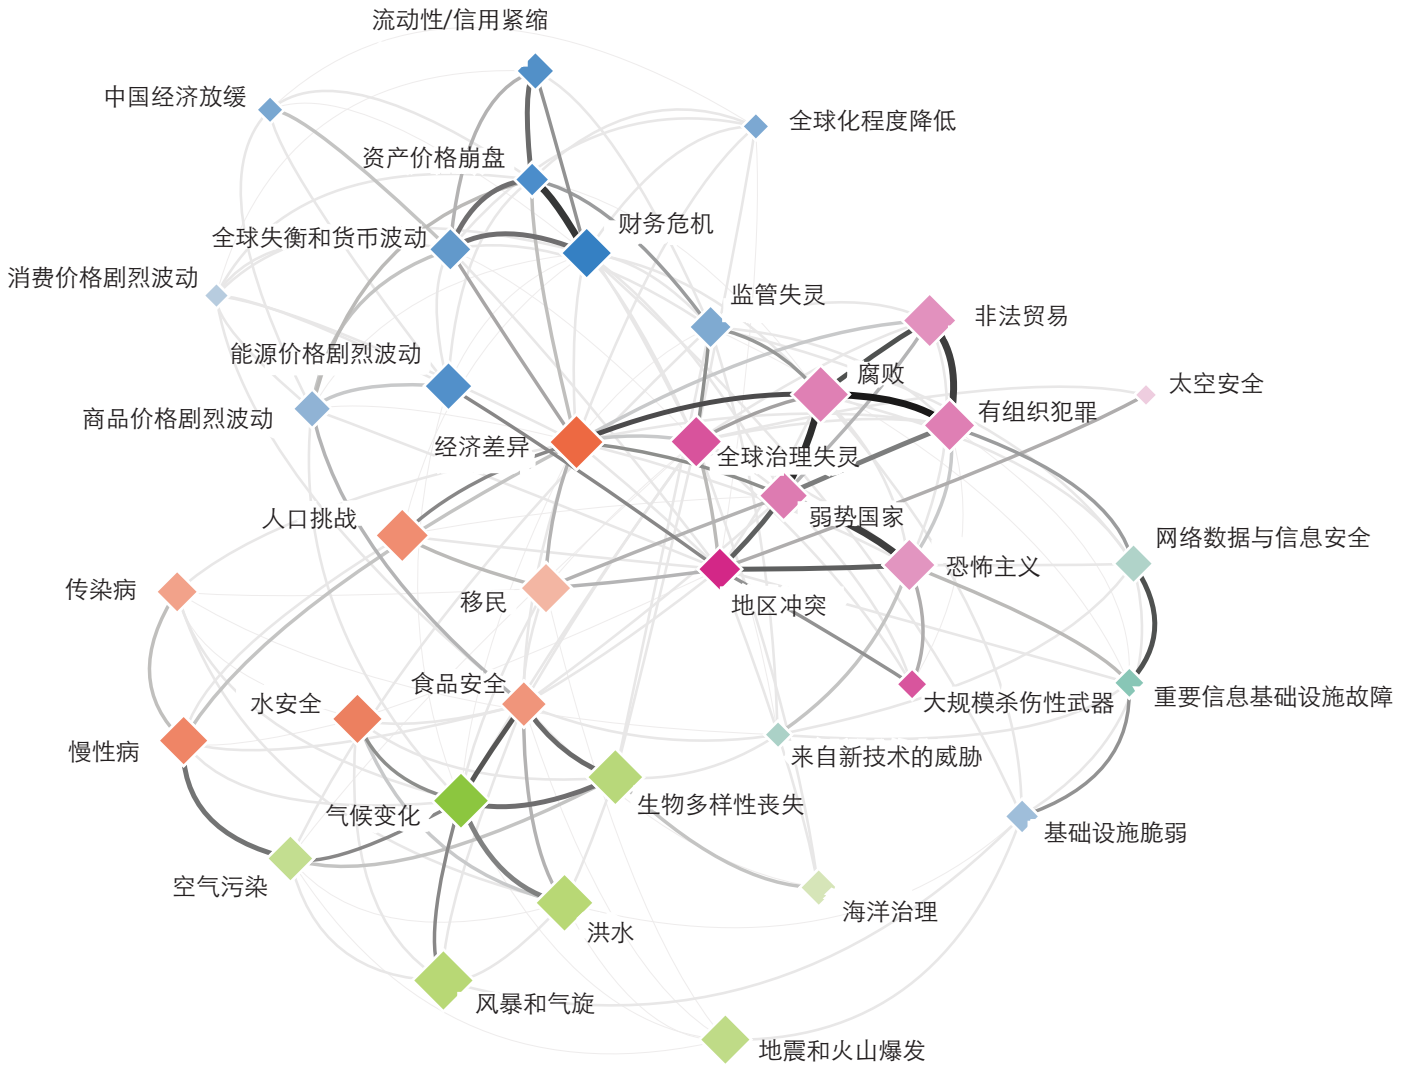 流动性/信用紧缩
中国经济放缓
全球化程度降低
资产价格崩盘
财务危机
全球失衡和货币波动
消费价格剧烈波动
监管失灵
非法贸易
能源价格剧烈波动
腐败
太空安全
有组织犯罪
商品价格剧烈波动
经济差异
全球治理失灵
人口挑战
弱势国家
网络数据与信息安全
恐怖主义
传染病
移民
地区冲突
食品安全
水安全
大规模杀伤性武器
重要信息基础设施故障
慢性病
来自新技术的威胁
生物多样性丧失
气候变化
基础设施脆弱
空气污染
海洋治理
洪水
风暴和气旋
地震和火山爆发